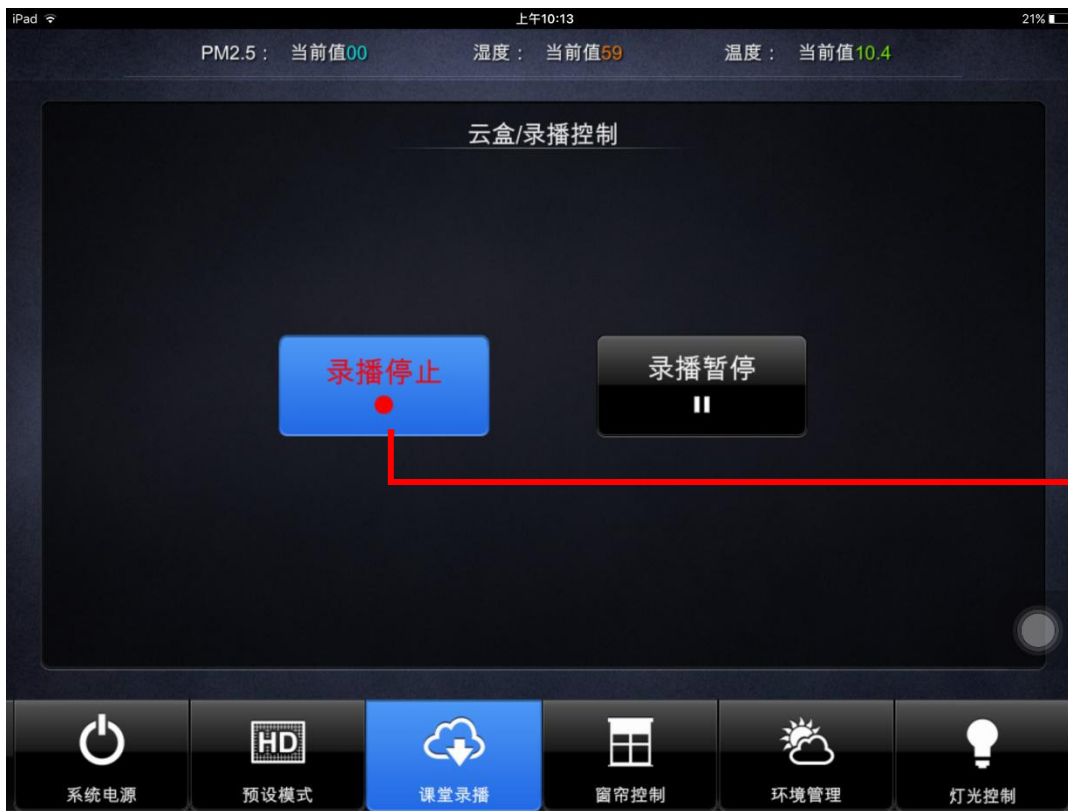 iPad 上午10:13 21%
PM2.5： 当前值00 湿度： 当前值59 温度： 当前值10.4
云盒/录播控制
录播停止 录播暂停
HD
系统电源 预设模式 课堂录播 窗帘控制 环境管理 灯光控制